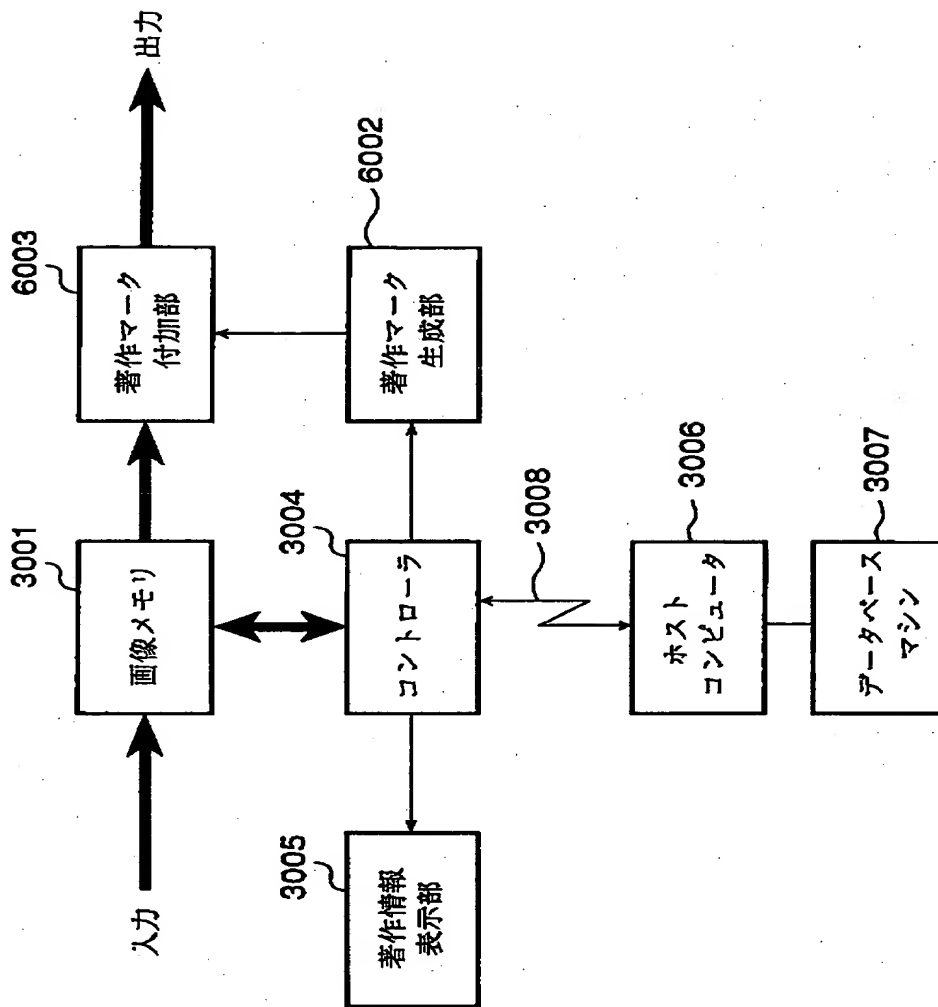 入力
3001
画像メモリ
6003
著作マーク
付加部
出力
3005
著作情報
表示部
3004
コントローラ
6002
著作マーク
生成部
3008
3006
ホスト
コンピュータ
3007
データベース
マシン